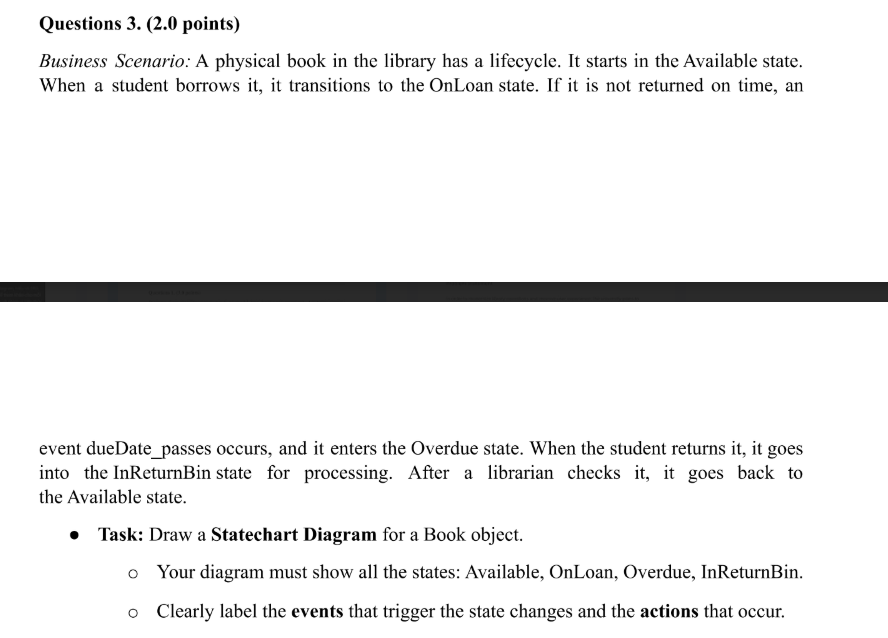 Questions 3. (2.0 points)
Business Scenario: A physical book in the library has a lifecycle. It starts in the Available state.
When a student borrows it, it transitions to the OnLoan state. If it is not returned on time, an
event dueDate_passes occurs, and it enters the Overdue state. When the student returns it, it goes
into the InReturnBin state for processing. After a librarian checks it, it goes back to
the Available state.
● Task: Draw a Statechart Diagram for a Book object.
○ Your diagram must show all the states: Available, OnLoan, Overdue, InReturnBin.
○ Clearly label the events that trigger the state changes and the actions that occur.